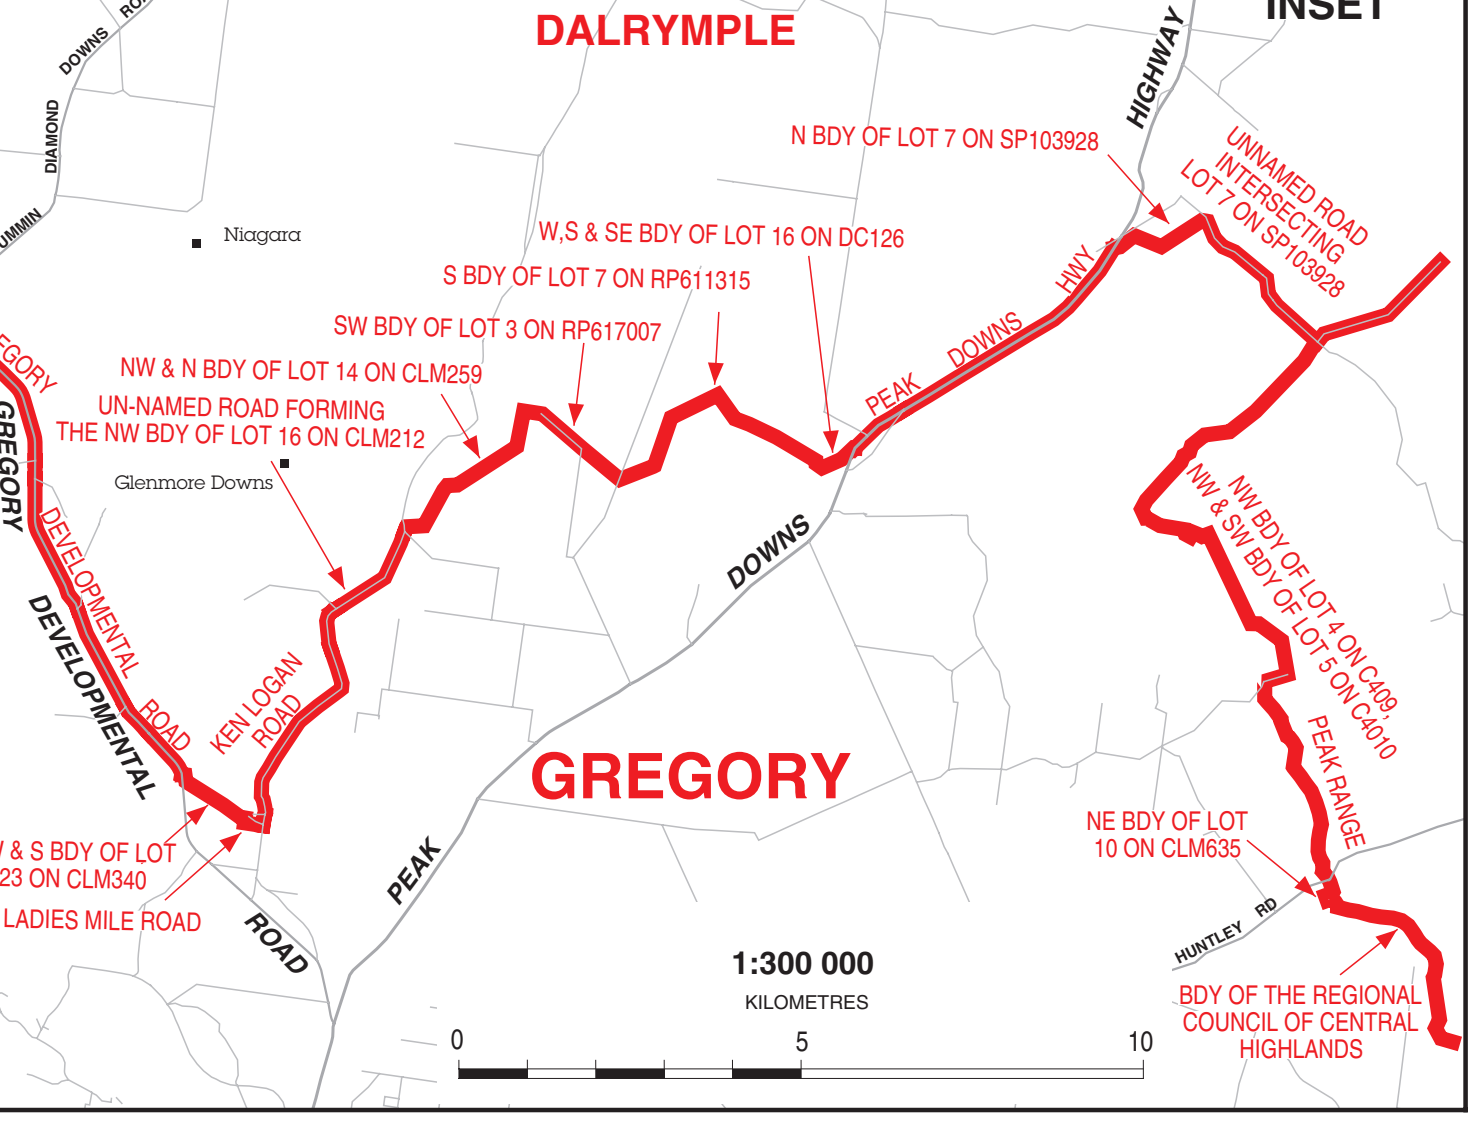 INSET
DALRYMPLE
DOWNS
DIAMOND
HIGHWAY
N BDY OF LOT 7 ON SP103928
UNNAMED ROAD
INTERSECTING
LOT 7 ON SP103928
Niagara
W,S & SE BDY OF LOT 16 ON DC126
S BDY OF LOT 7 ON RP611315
HWY
DOWNS
PEAK
SW BDY OF LOT 3 ON RP617007
NW & N BDY OF LOT 14 ON CLM259
UN-NAMED ROAD FORMING
THE NW BDY OF LOT 16 ON CLM212
Glenmore Downs
GREGORY
DEVELOPMENTAL
ROAD
DEVELOPMENTAL
DOWNS
NW BDY OF LOT 4 ON C409,
NW & SW BDY OF LOT 5 ON C4010
KEN LOGAN
ROAD
GREGORY
PEAK RANGE
NE BDY OF LOT
10 ON CLM635
& S BDY OF LOT
23 ON CLM340
LADIES MILE ROAD
PEAK
ROAD
HUNTLEY RD
1:300 000
KILOMETRES
0 5 10
BDY OF THE REGIONAL
COUNCIL OF CENTRAL
HIGHLANDS